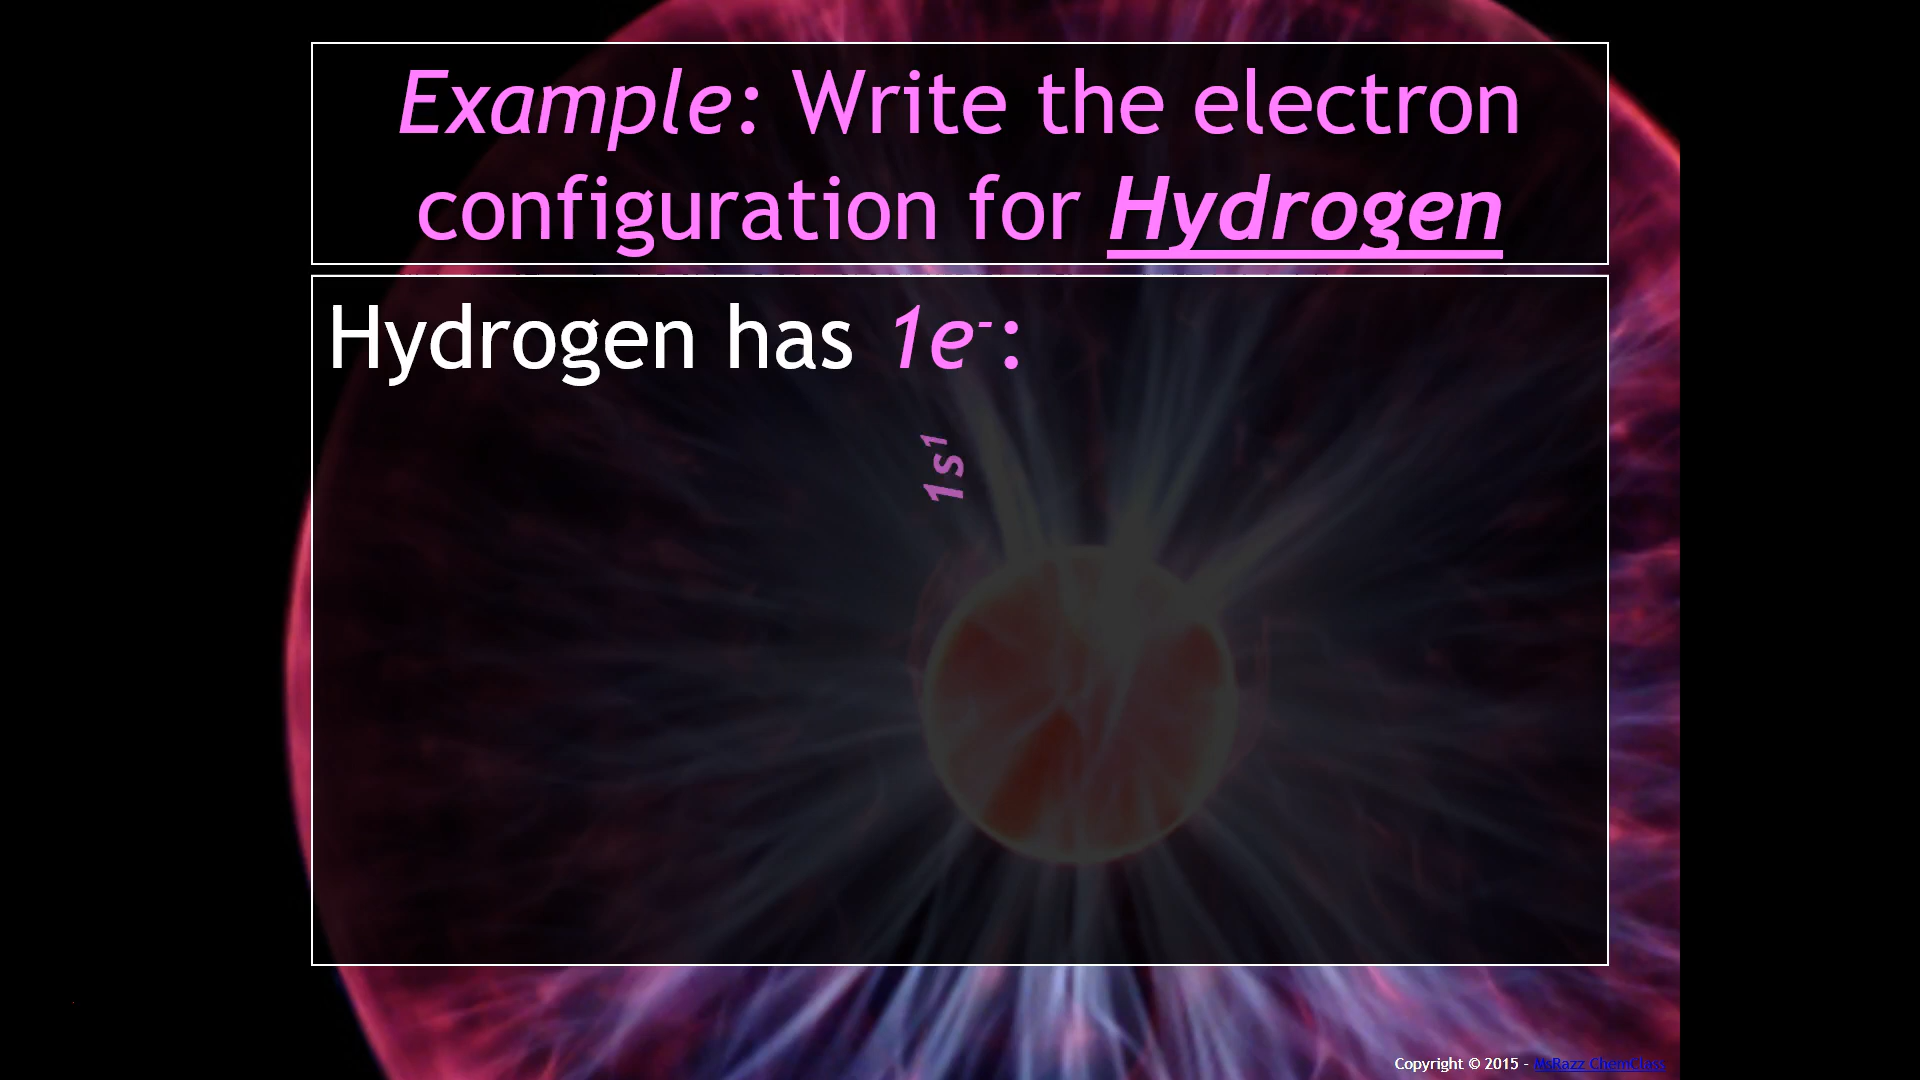 Example: Write the electron
configuration for Hydrogen
Hydrogen has 1e⁻:
1s¹
Copyright © 2015 - MsRazz ChemClass